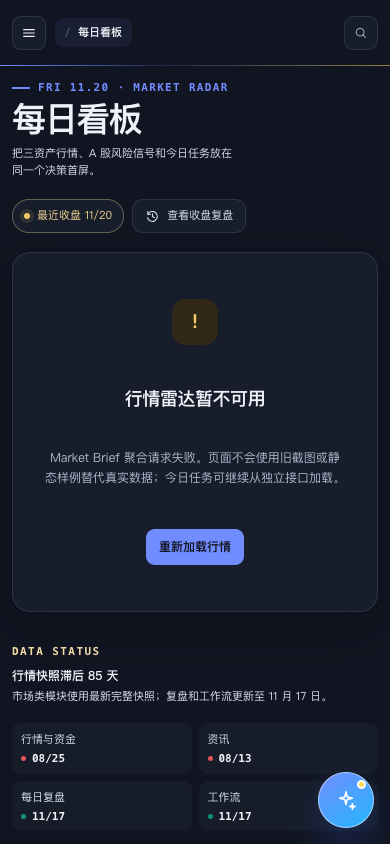 / 每日看板
FRI 11.20 · MARKET RADAR
每日看板
把三资产行情、A 股风险信号和今日任务放在
同一个决策首屏。
最近收盘 11/20
查看收盘复盘
!
行情雷达暂不可用
Market Brief 聚合请求失败。页面不会使用旧截图或静
态样例替代真实数据；今日任务可继续从独立接口加载。
重新加载行情
DATA STATUS
行情快照滞后 85 天
市场类模块使用最新完整快照；复盘和工作流更新至 11 月 17 日。
行情与资金
08/25
资讯
08/13
每日复盘
11/17
工作流
11/17